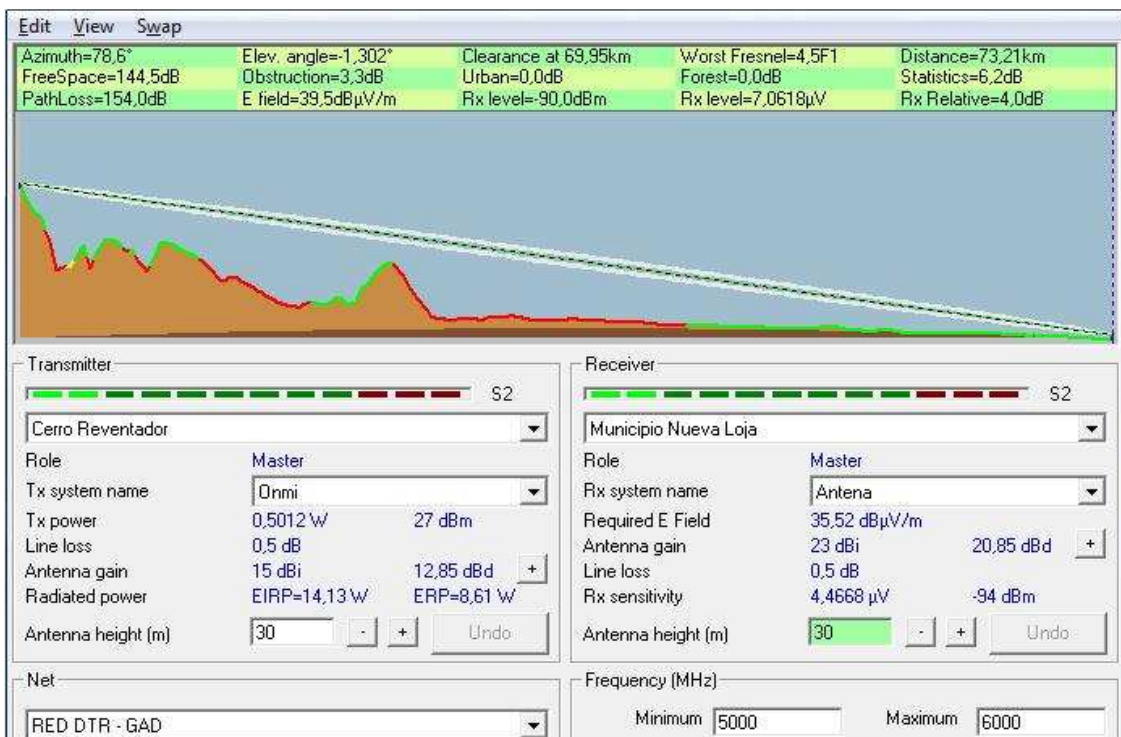 Edit View Swap
Azimuth=78,6° Elev. angle=-1,302° Clearance at 69,95km Worst Fresnel=4,5F1 Distance=73,21km
FreeSpace=144,5dB Obstruction=3,3dB Urban=0,0dB Forest=0,0dB Statistics=6,2dB
PathLoss=154,0dB E field=39,5dBµV/m Rx level=-90,0dBm Rx level=7,0618µV Rx Relative=4,0dB
Transmitter
S2
Cerro Reventador
Role Master
Tx system name Onmi
Tx power 0,5012 W 27 dBm
Line loss 0,5 dB
Antenna gain 15 dBi 12,85 dBd +
Radiated power EIRP=14,13 W ERP=8,61 W
Antenna height (m) 30 - + Undo
Receiver
S2
Municipio Nueva Loja
Role Master
Rx system name Antena
Required E Field 35,52 dBµV/m
Antenna gain 23 dBi 20,85 dBd +
Line loss 0,5 dB
Rx sensitivity 4,4668 µV -94 dBm
Antenna height (m) 30 - + Undo
Net
RED DTR - GAD
Frequency (MHz)
Minimum 5000 Maximum 6000